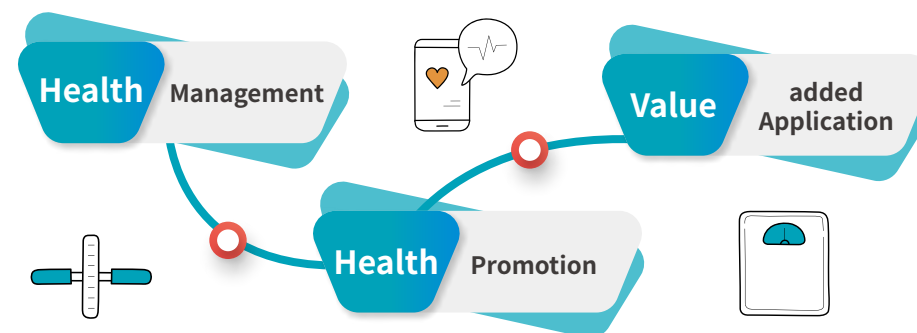 Health Management
Value added
Application
Health Promotion